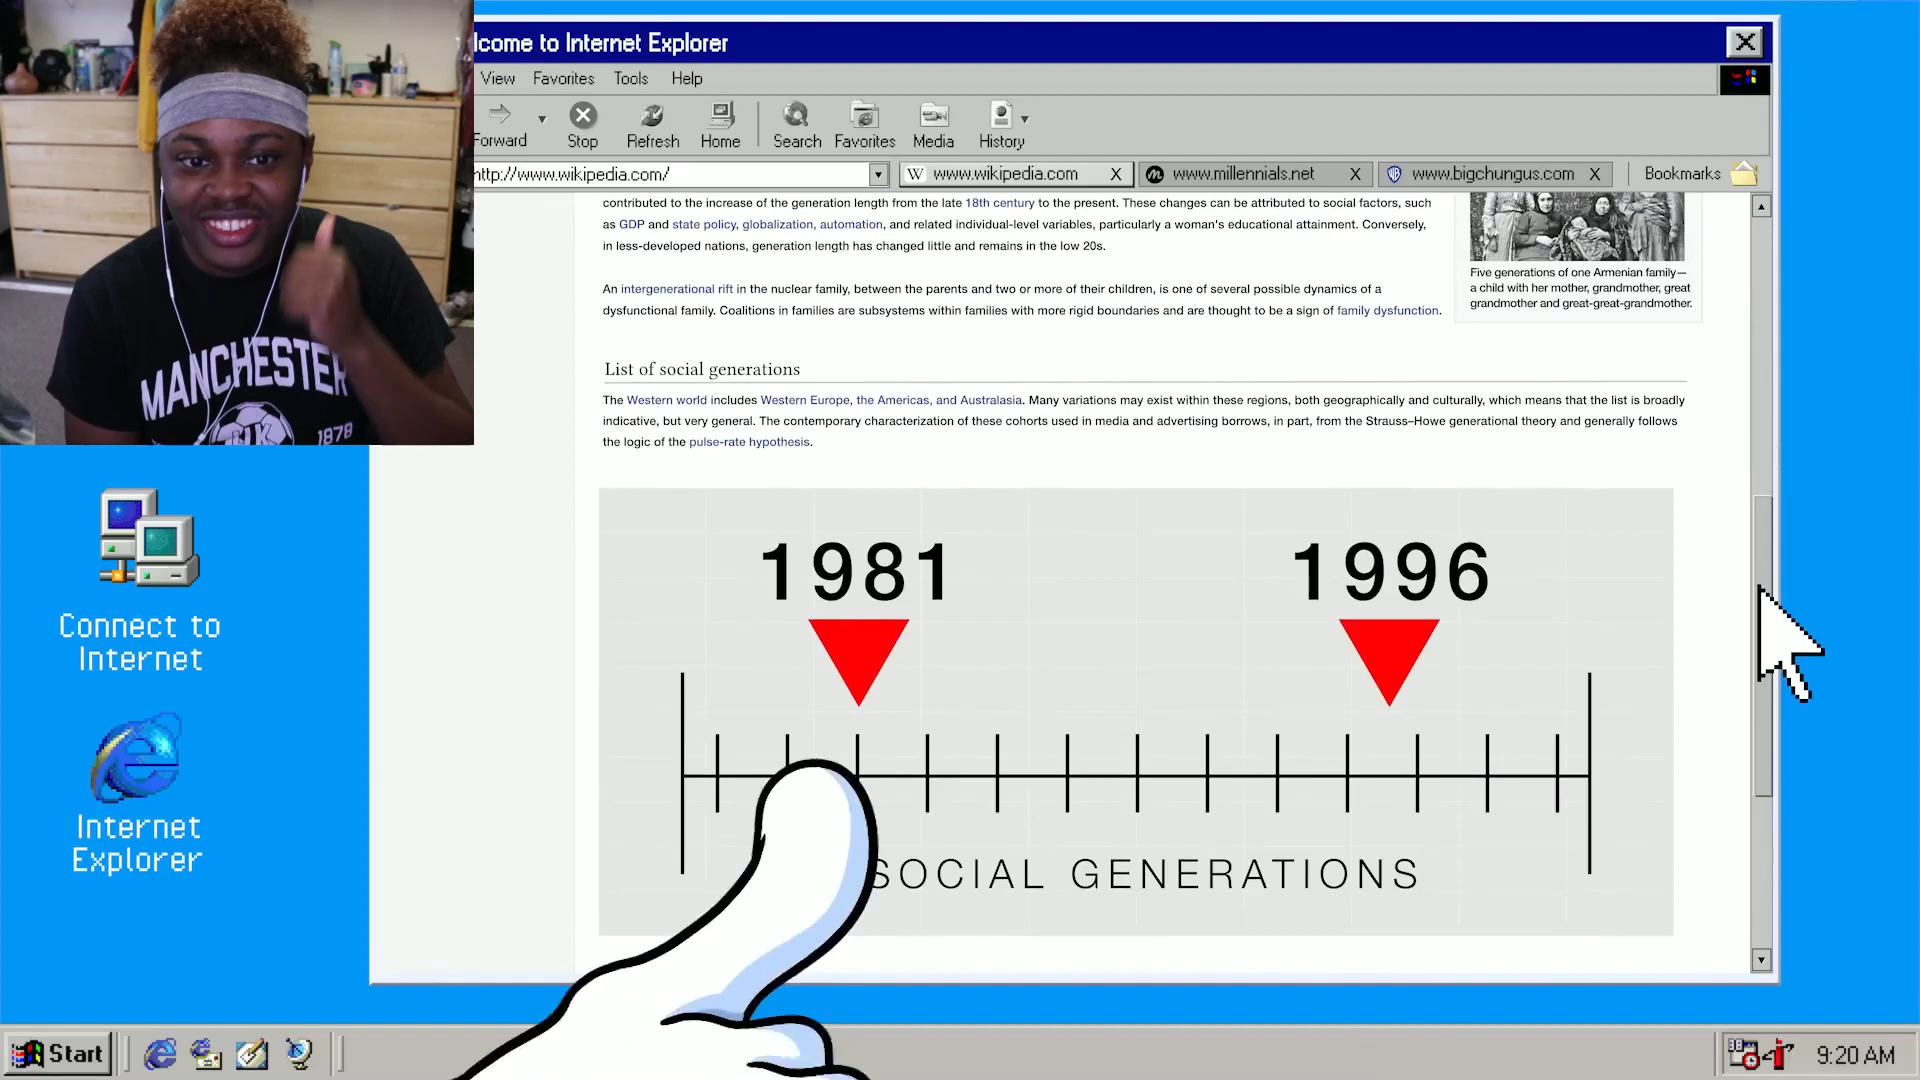 lcome to Internet Explorer
View Favorites Tools Help
Forward Stop Refresh Home Search Favorites Media History
http://www.wikipedia.com/ www.wikipedia.com X www.millennials.net X www.bigchungus.com X Bookmarks
contributed to the increase of the generation length from the late 18th century to the present. These changes can be attributed to social factors, such
as GDP and state policy, globalization, automation, and related individual-level variables, particularly a woman's educational attainment. Conversely,
in less-developed nations, generation length has changed little and remains in the low 20s.
Five generations of one Armenian family—
a child with her mother, grandmother, great
grandmother and great-great-grandmother.
An intergenerational rift in the nuclear family, between the parents and two or more of their children, is one of several possible dynamics of a
dysfunctional family. Coalitions in families are subsystems within families with more rigid boundaries and are thought to be a sign of family dysfunction.
List of social generations
The Western world includes Western Europe, the Americas, and Australasia. Many variations may exist within these regions, both geographically and culturally, which means that the list is broadly
indicative, but very general. The contemporary characterization of these cohorts used in media and advertising borrows, in part, from the Strauss–Howe generational theory and generally follows
the logic of the pulse-rate hypothesis.
1981 1996
SOCIAL GENERATIONS
MANCHESTER
UK
1878
Connect to
Internet
Internet
Explorer
Start
9:20 AM